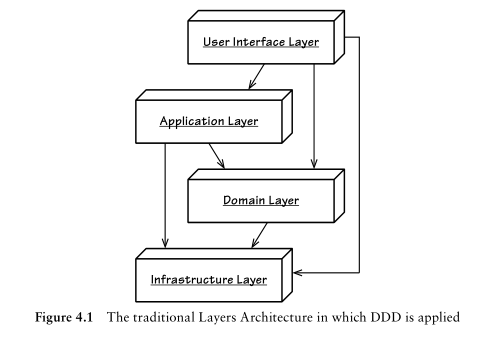 User Interface Layer
Application Layer
Domain Layer
Infrastructure Layer
Figure 4.1 The traditional Layers Architecture in which DDD is applied